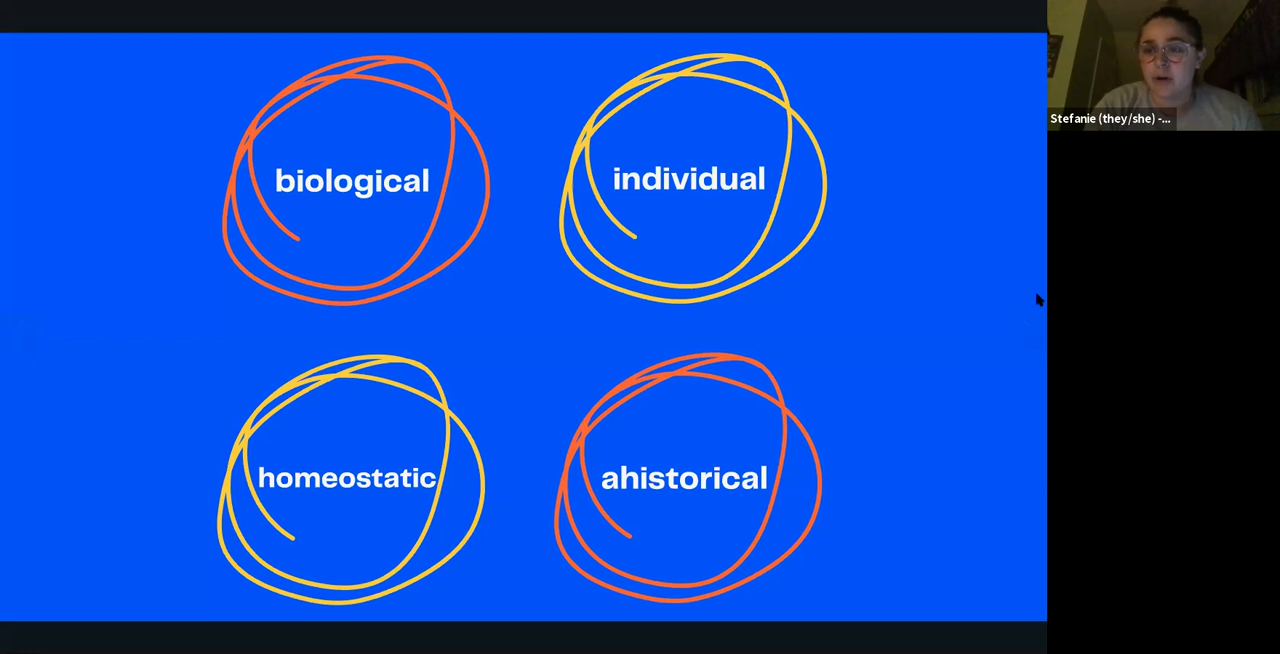 biological
individual
homeostatic
ahistorical
Stefanie (they/she) -...